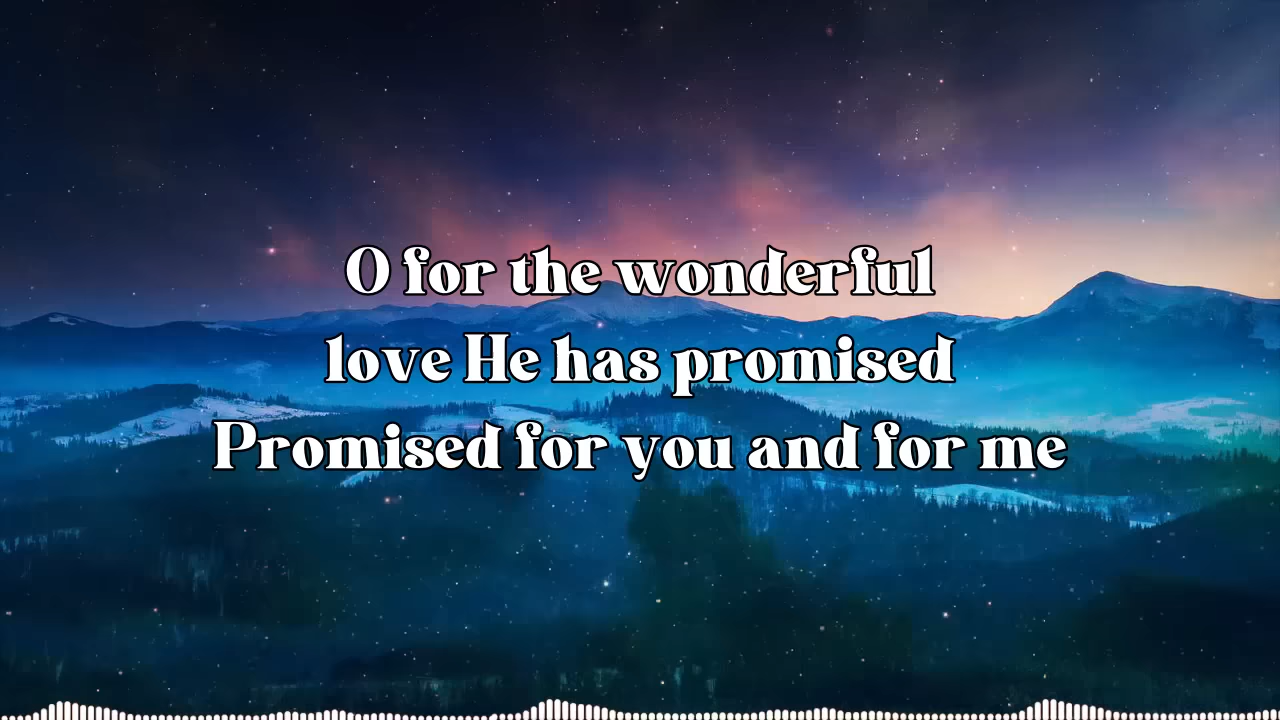 O for the wonderful
love He has promised
Promised for you and for me